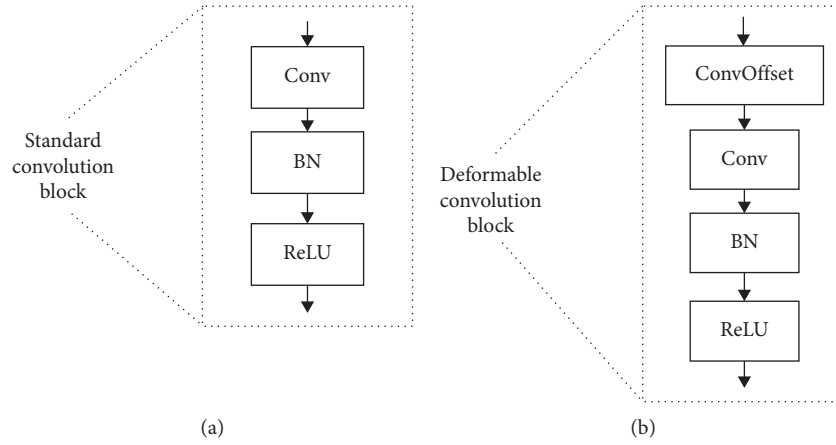 Standard
convolution
block
Conv
BN
ReLU
(a)
Deformable
convolution
block
ConvOffset
Conv
BN
ReLU
(b)